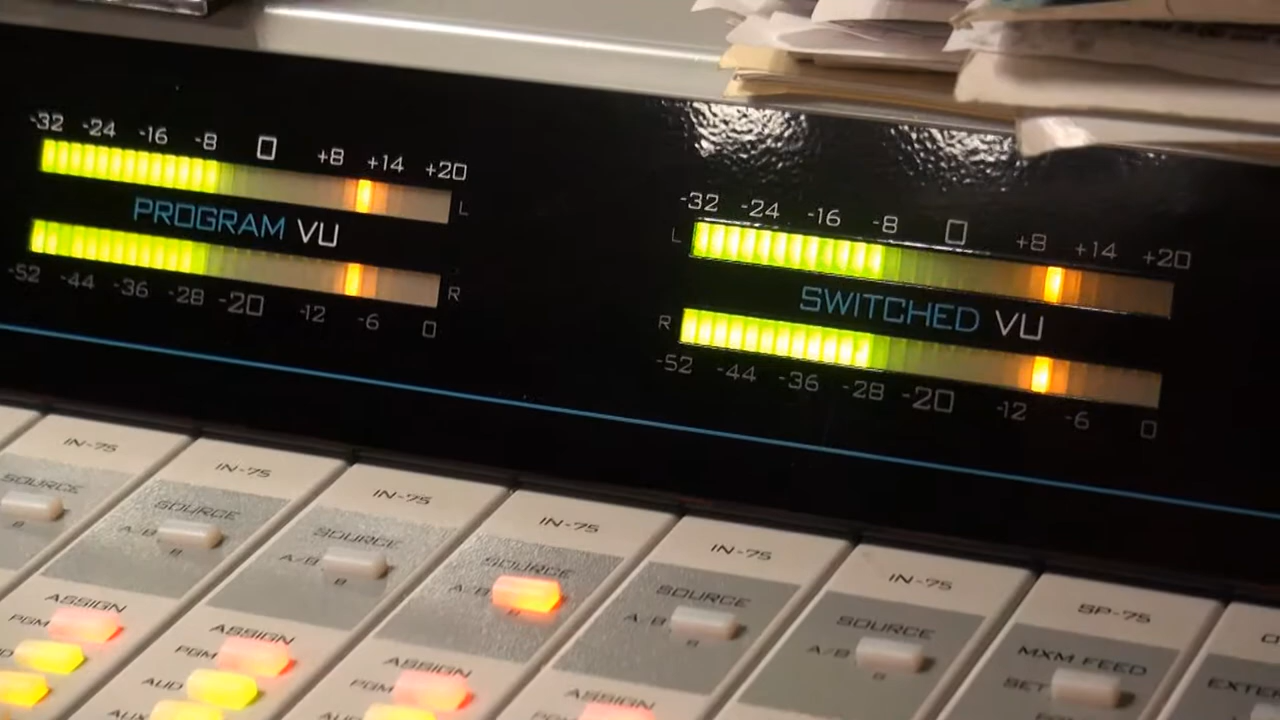 -32 -24 -16 -8 0 +8 +14 +20
L
PROGRAM VU
R
-52 -44 -36 -28 -20 -12 -6 0
-32 -24 -16 -8 0 +8 +14 +20
L
SWITCHED VU
R
-52 -44 -36 -28 -20 -12 -6 0
IN-75
SOURCE
B
ASSIGN
PGM
IN-75
SOURCE
A/B
B
ASSIGN
PGM
AUD
AUX
IN-75
SOURCE
A/B
B
ASSIGN
PGM
IN-75
SOURCE
A/B
B
ASSIGN
IN-75
SOURCE
A/B
B
IN-75
SOURCE
A/B
B
SP-75
MXM FEED
SET